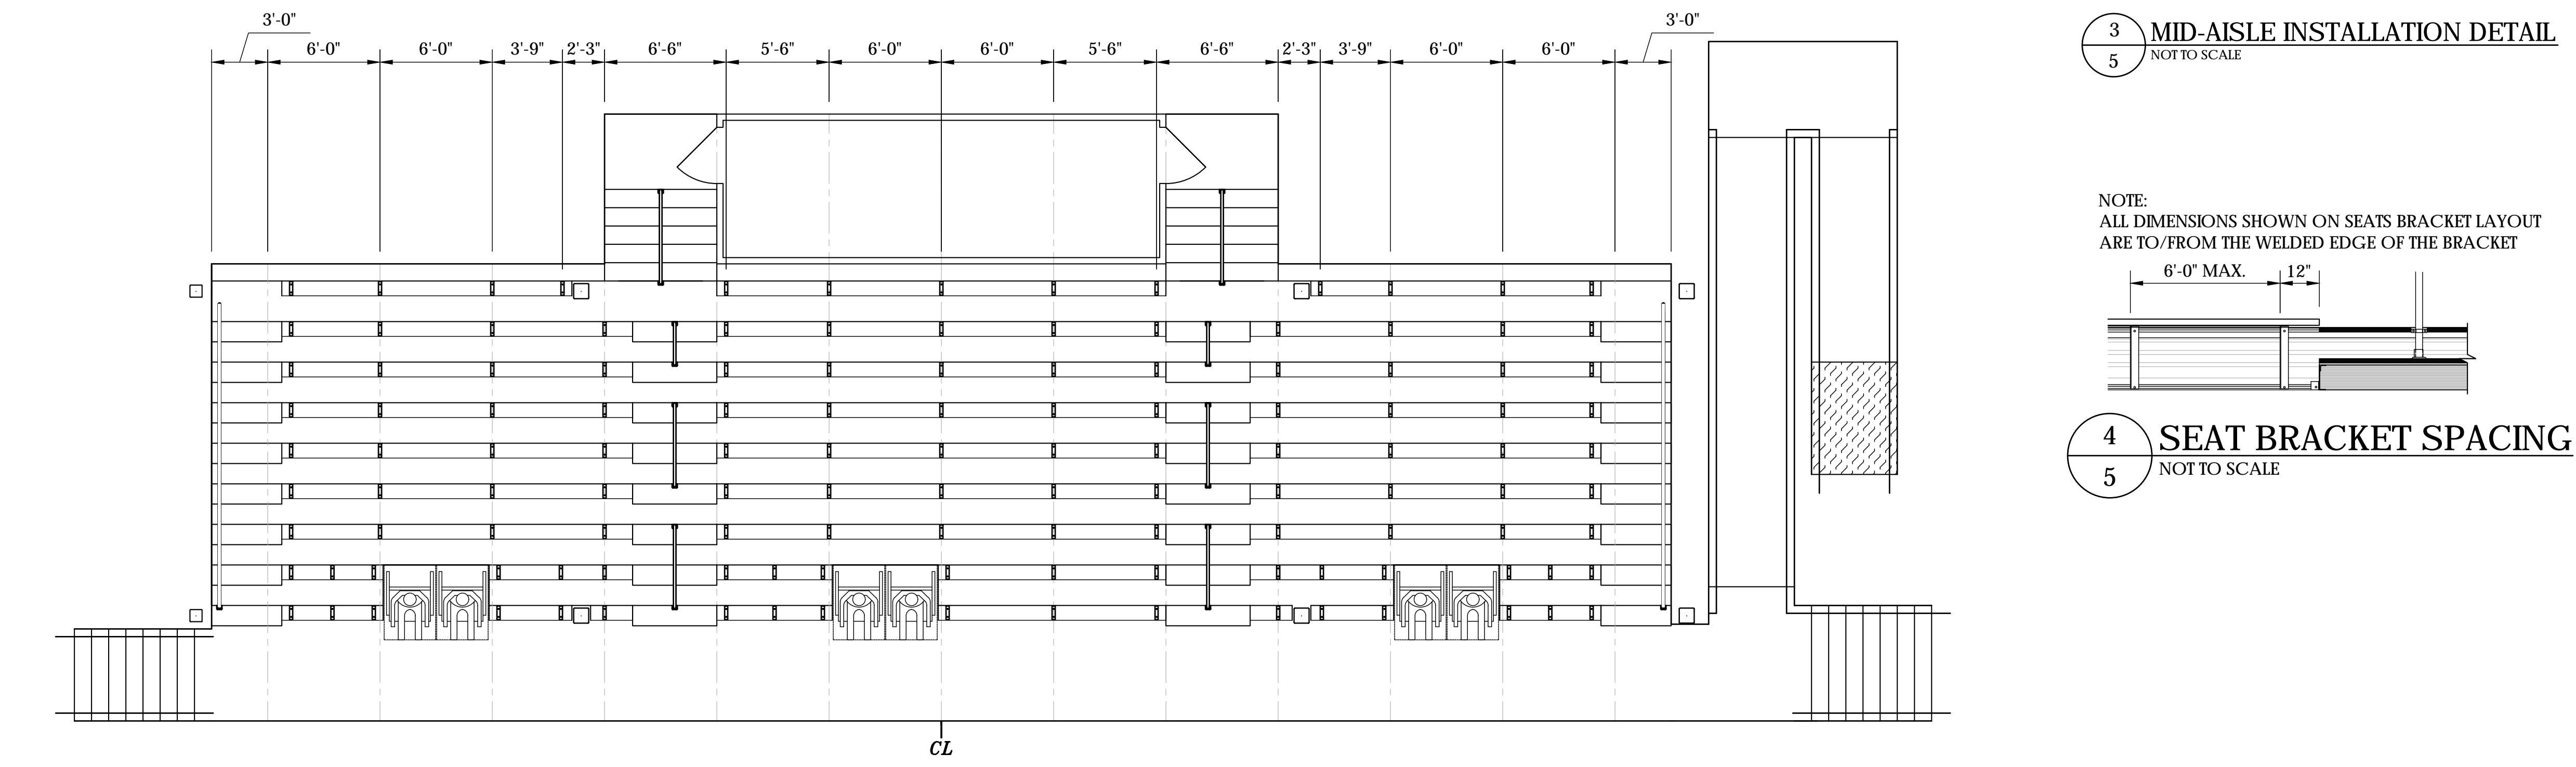 3'-0"
3'-0"
6'-0" 6'-0" 3'-9" 2'-3" 6'-6" 5'-6" 6'-0" 6'-0" 5'-6" 6'-6" 2'-3" 3'-9" 6'-0" 6'-0"
CL
3
5
MID-AISLE INSTALLATION DETAIL
NOT TO SCALE
NOTE:
ALL DIMENSIONS SHOWN ON SEATS BRACKET LAYOUT
ARE TO/FROM THE WELDED EDGE OF THE BRACKET
6'-0" MAX. 12"
4
5
SEAT BRACKET SPACING
NOT TO SCALE